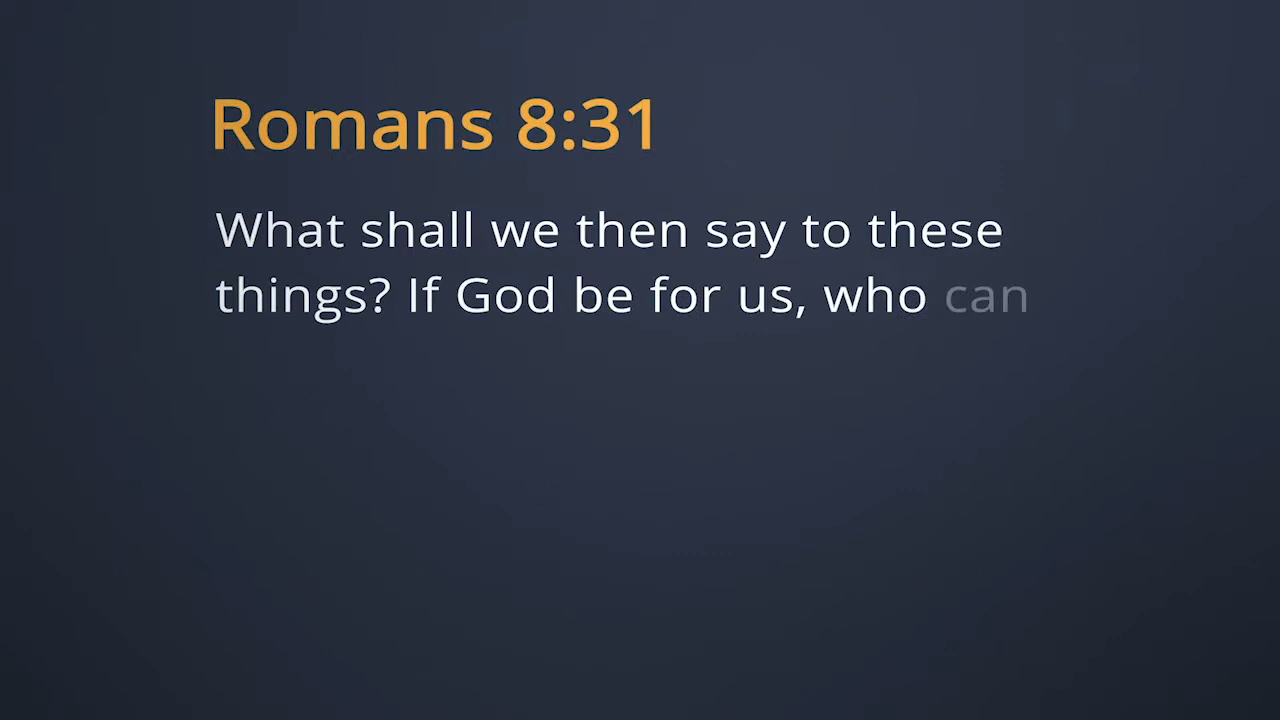 Romans 8:31
What shall we then say to these
things? If God be for us, who can